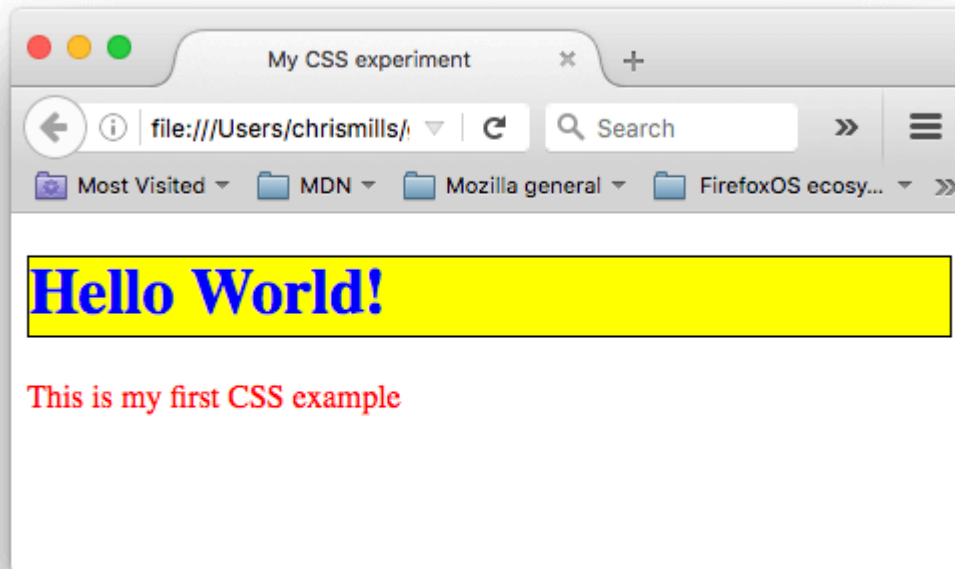 My CSS experiment
file:///Users/chrismills/
Search
Most Visited
MDN
Mozilla general
FirefoxOS ecosy...
Hello World!
This is my first CSS example